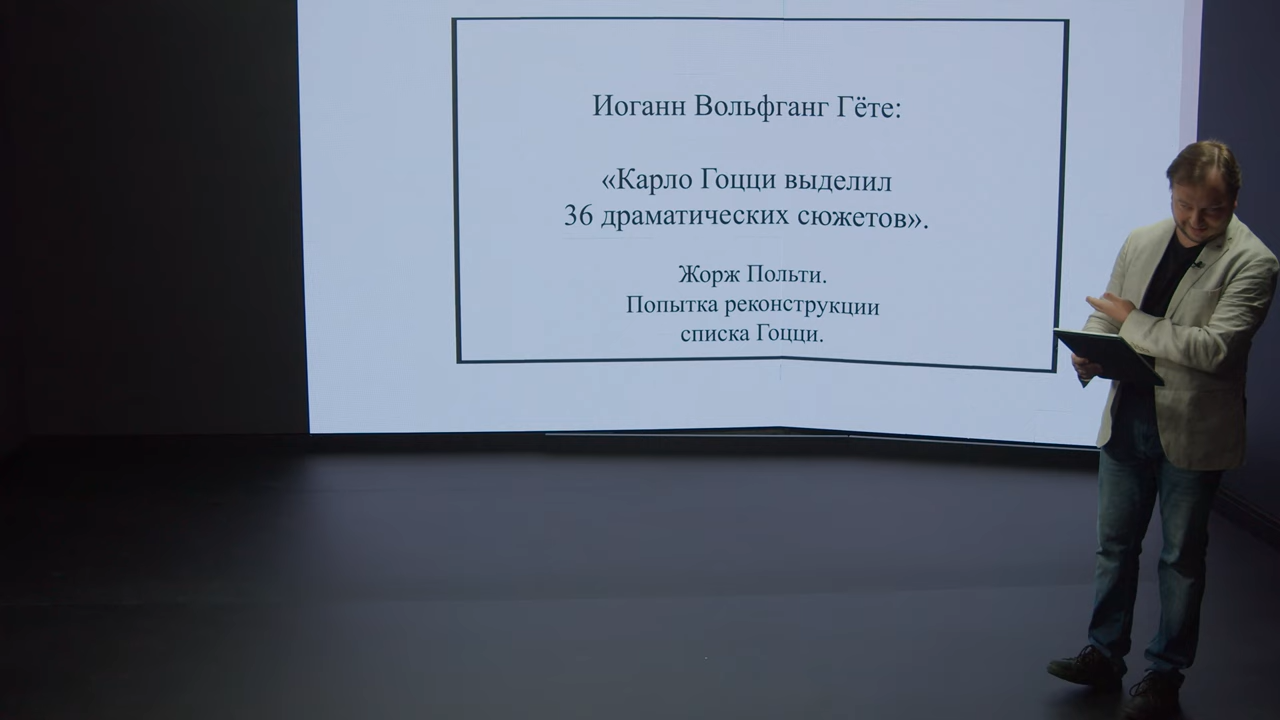 Иоганн Вольфганг Гёте:
«Карло Гоцци выделил
36 драматических сюжетов».
Жорж Польти.
Попытка реконструкции
списка Гоцци.